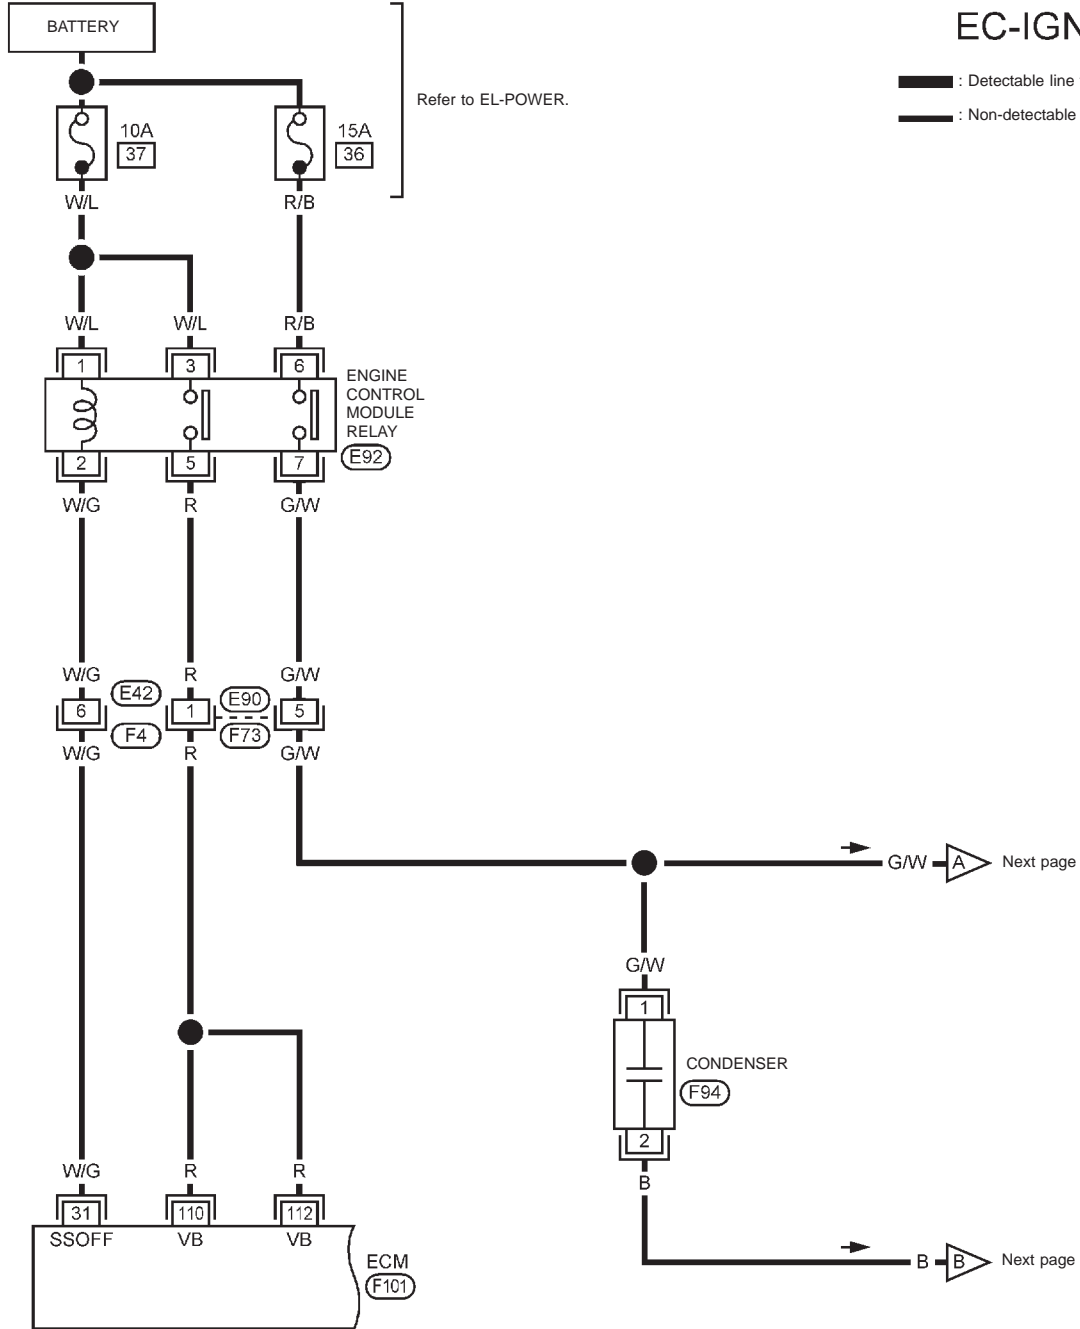 BATTERY
EC-IGN
: Detectable line
: Non-detectable
Refer to EL-POWER.
10A
37
15A
36
W/L
R/B
W/L
W/L
R/B
1
3
6
ENGINE
CONTROL
MODULE
RELAY
E92
2
5
7
W/G
R
G/W
W/G
R
G/W
6
E42
1
E90
5
F4
F73
W/G
R
G/W
G/W
A
Next page
G/W
1
CONDENSER
F94
2
B
W/G
R
R
31
110
112
SSOFF
VB
VB
ECM
F101
B
B
Next page